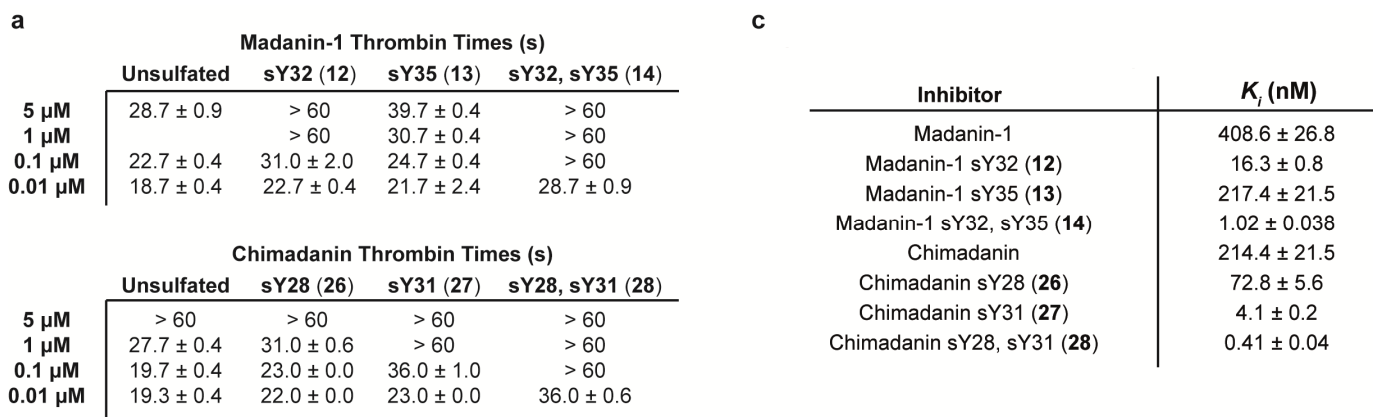 a
Madanin-1 Thrombin Times (s)
Unsulfated sY32 (12) sY35 (13) sY32, sY35 (14)
5 µM 28.7 ± 0.9 > 60 39.7 ± 0.4 > 60
1 µM > 60 30.7 ± 0.4 > 60
0.1 µM 22.7 ± 0.4 31.0 ± 2.0 24.7 ± 0.4 > 60
0.01 µM 18.7 ± 0.4 22.7 ± 0.4 21.7 ± 2.4 28.7 ± 0.9
Chimadanin Thrombin Times (s)
Unsulfated sY28 (26) sY31 (27) sY28, sY31 (28)
5 µM > 60 > 60 > 60 > 60
1 µM 27.7 ± 0.4 31.0 ± 0.6 > 60 > 60
0.1 µM 19.7 ± 0.4 23.0 ± 0.0 36.0 ± 1.0 > 60
0.01 µM 19.3 ± 0.4 22.0 ± 0.0 23.0 ± 0.0 36.0 ± 0.6
c
Inhibitor Ki (nM)
Madanin-1 408.6 ± 26.8
Madanin-1 sY32 (12) 16.3 ± 0.8
Madanin-1 sY35 (13) 217.4 ± 21.5
Madanin-1 sY32, sY35 (14) 1.02 ± 0.038
Chimadanin 214.4 ± 21.5
Chimadanin sY28 (26) 72.8 ± 5.6
Chimadanin sY31 (27) 4.1 ± 0.2
Chimadanin sY28, sY31 (28) 0.41 ± 0.04